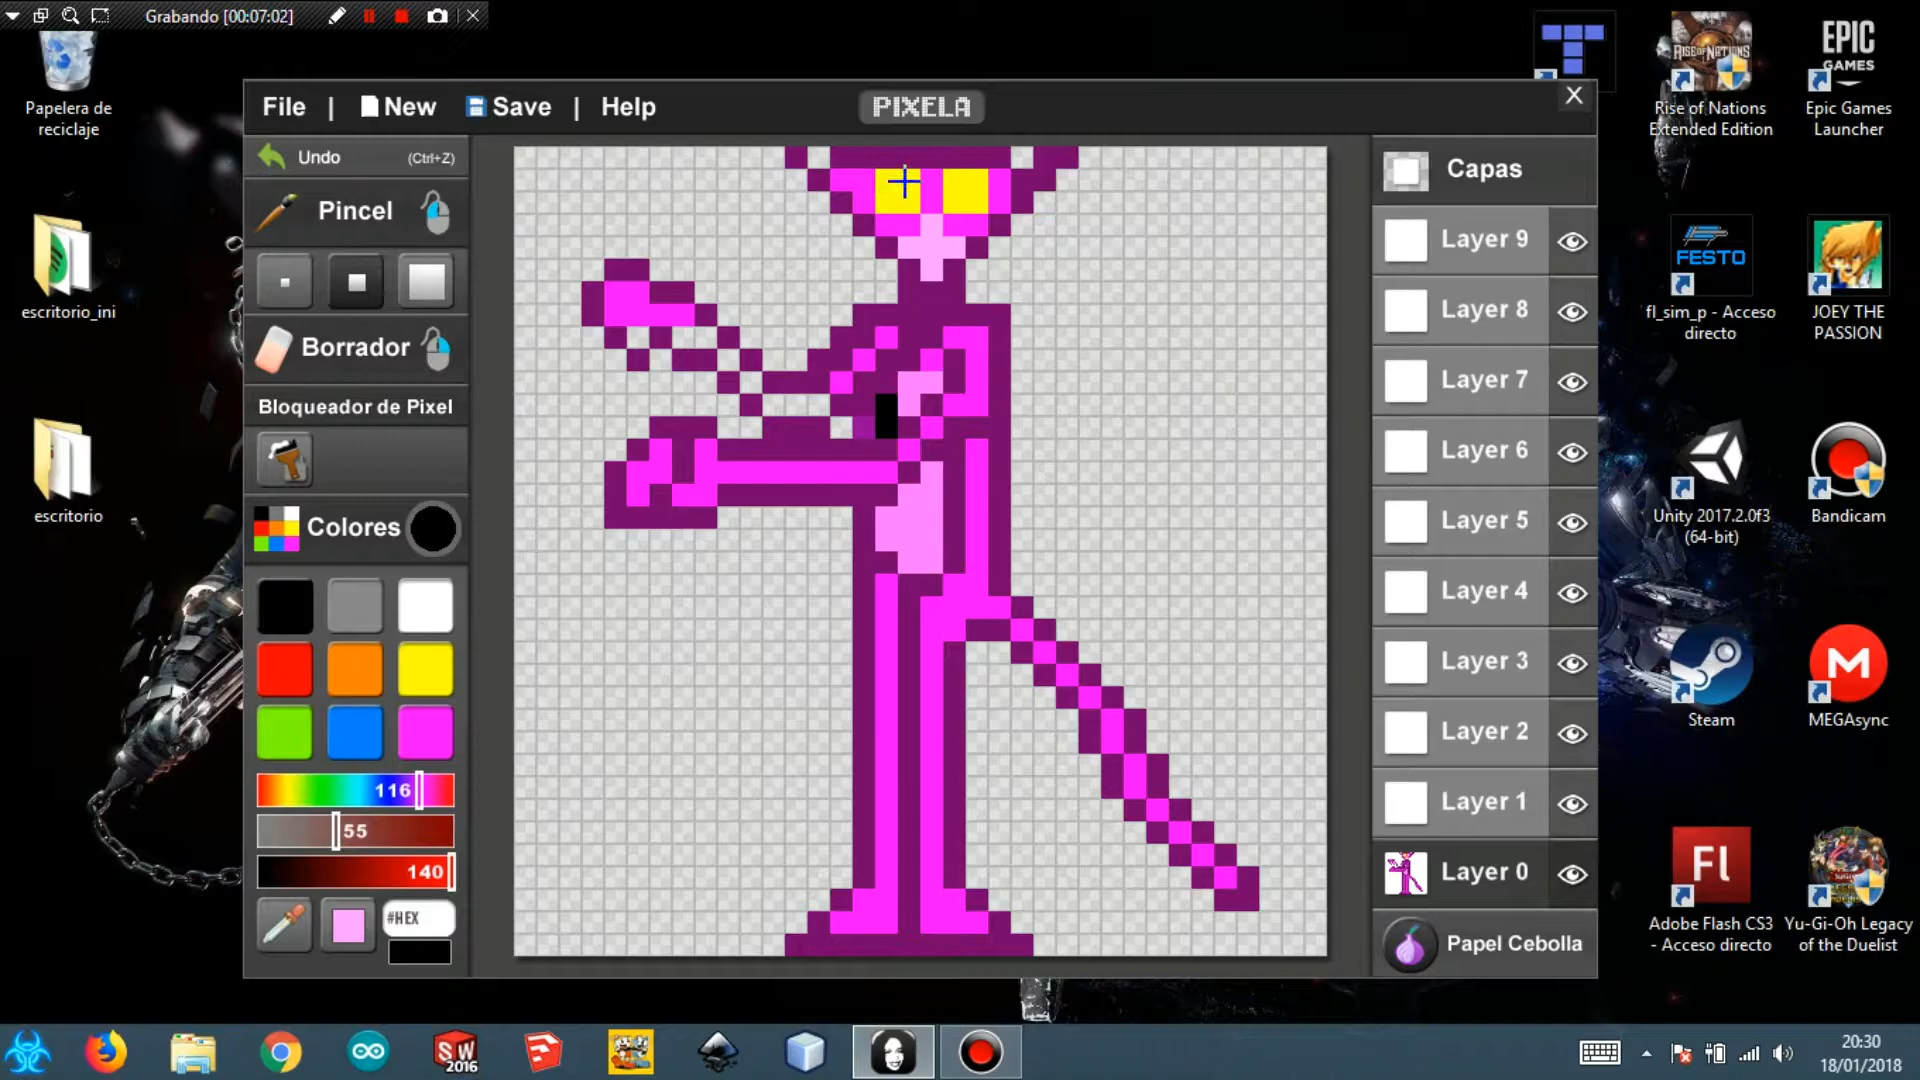 Grabando [00:07:02]
Papelera de
reciclaje
escritorio_ini
escritorio
File | New Save | Help
PIXELA
X
Undo (Ctrl+Z)
Pincel
Borrador
Bloqueador de Pixel
Colores
116
55
140
#HEX
Capas
Layer 9
Layer 8
Layer 7
Layer 6
Layer 5
Layer 4
Layer 3
Layer 2
Layer 1
Layer 0
Papel Cebolla
RISE OF NATIONS
Rise of Nations
Extended Edition
EPIC
GAMES
Epic Games
Launcher
FESTO
fl_sim_p - Acceso
directo
JOEY THE
PASSION
Unity 2017.2.0f3
(64-bit)
Bandicam
Steam
MEGAsync
Fl
Adobe Flash CS3
- Acceso directo
Yu-Gi-Oh Legacy
of the Duelist
SW
2016
20:30
18/01/2018